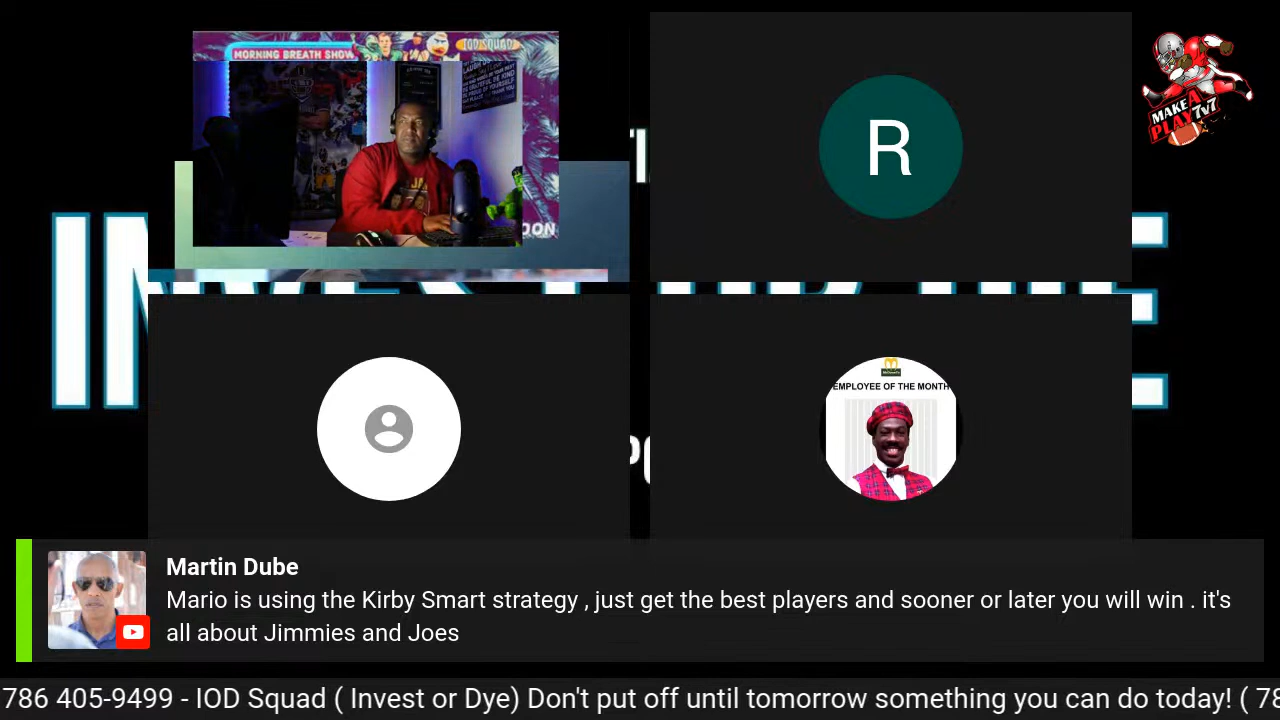 MORNING BREATH SHOW
IOD SQUAD
OON
R
MAKE A
PLAY 7v7
EMPLOYEE OF THE MONTH
Martin Dube
Mario is using the Kirby Smart strategy , just get the best players and sooner or later you will win . it's
all about Jimmies and Joes
786 405-9499 - IOD Squad ( Invest or Dye) Don't put off until tomorrow something you can do today! ( 78